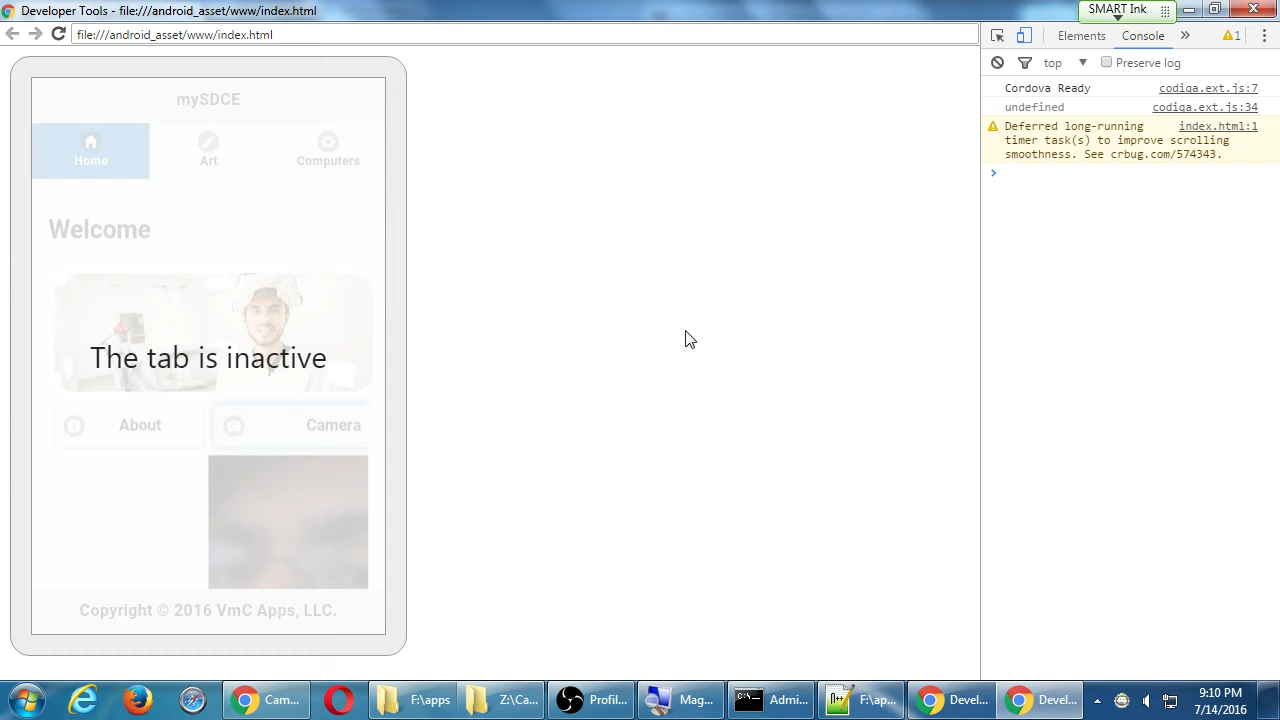 Developer Tools - file:///android_asset/www/index.html
SMART Ink
file:///android_asset/www/index.html
Elements Console » 1
top Preserve log
Cordova Ready codiqa.ext.js:7
undefined codiqa.ext.js:34
Deferred long-running index.html:1
timer task(s) to improve scrolling
smoothness. See crbug.com/574343.
mySDCE
Home Art Computers
Welcome
The tab is inactive
About Camera
Copyright © 2016 VmC Apps, LLC.
Cam... F:\apps Z:\Ca... Profil... Mag... Admi... F:\ap... Devel... Devel...
9:10 PM
7/14/2016